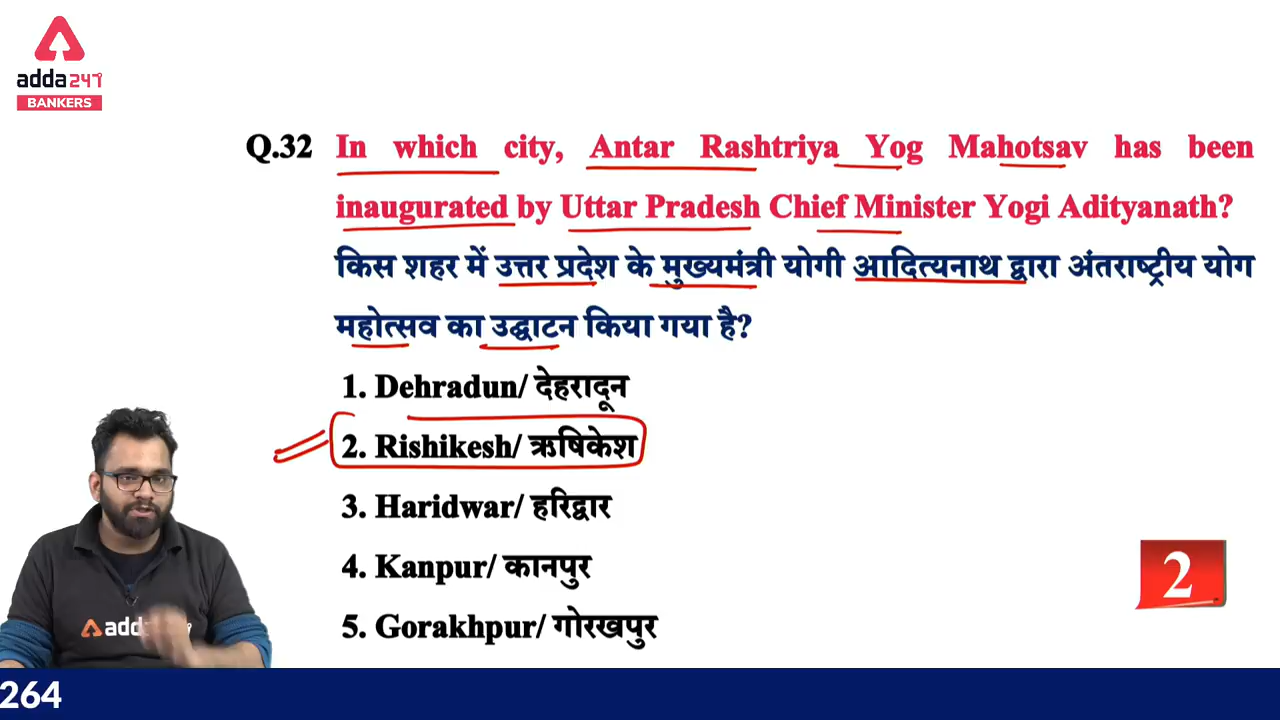 adda247
BANKERS
Q.32 In which city, Antar Rashtriya Yog Mahotsav has been
inaugurated by Uttar Pradesh Chief Minister Yogi Adityanath?
किस शहर में उत्तर प्रदेश के मुख्यमंत्री योगी आदित्यनाथ द्वारा अंतराष्ट्रीय योग
महोत्सव का उद्घाटन किया गया है?
1. Dehradun/ देहरादून
2. Rishikesh/ ऋषिकेश
3. Haridwar/ हरिद्वार
4. Kanpur/ कानपुर
5. Gorakhpur/ गोरखपुर
2
264